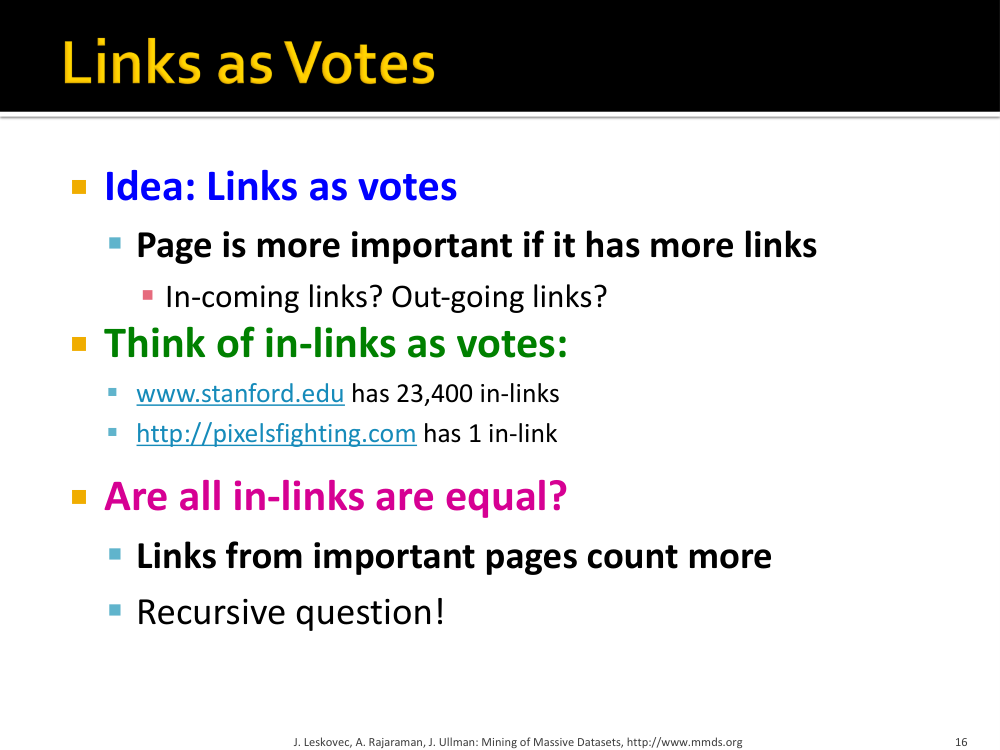 Links as Votes
Idea: Links as votes
Page is more important if it has more links
In-coming links? Out-going links?
Think of in-links as votes:
www.stanford.edu has 23,400 in-links
http://pixelsfighting.com has 1 in-link
Are all in-links are equal?
Links from important pages count more
Recursive question!
J. Leskovec, A. Rajaraman, J. Ullman: Mining of Massive Datasets, http://www.mmds.org
16